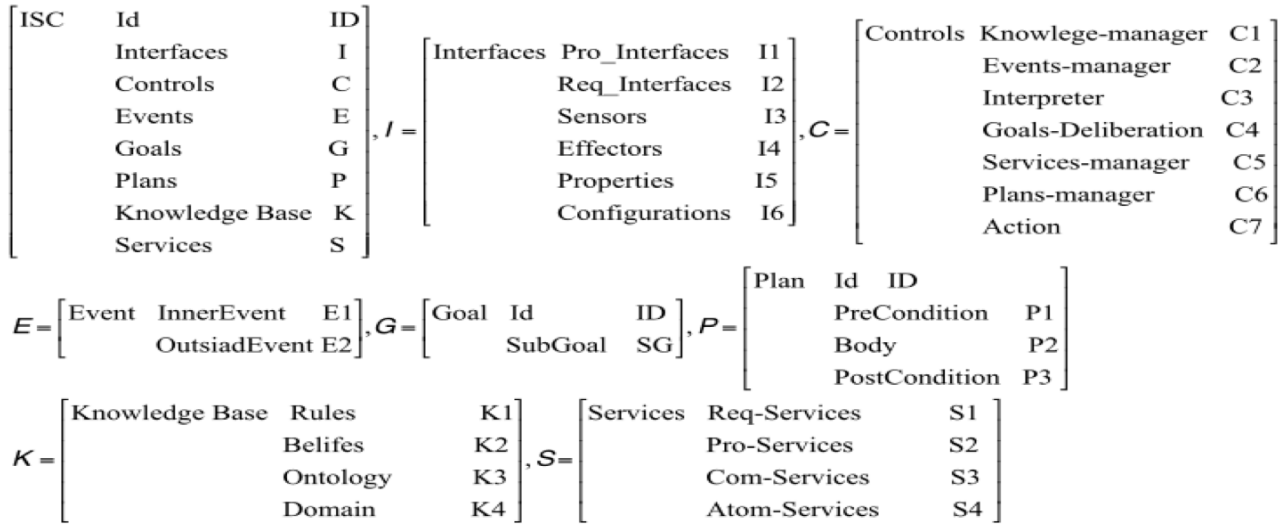 ISC Id ID
Interfaces I
Controls C
Events E
Goals G
Plans P
Knowledge Base K
Services S
, I =
Interfaces Pro_Interfaces I1
Req_Interfaces I2
Sensors I3
Effectors I4
Properties I5
Configurations I6
, C =
Controls Knowlege-manager C1
Events-manager C2
Interpreter C3
Goals-Deliberation C4
Services-manager C5
Plans-manager C6
Action C7
E =
Event InnerEvent E1
OutsiadEvent E2
, G =
Goal Id ID
SubGoal SG
, P =
Plan Id ID
PreCondition P1
Body P2
PostCondition P3
K =
Knowledge Base Rules K1
Belifes K2
Ontology K3
Domain K4
, S=
Services Req-Services S1
Pro-Services S2
Com-Services S3
Atom-Services S4